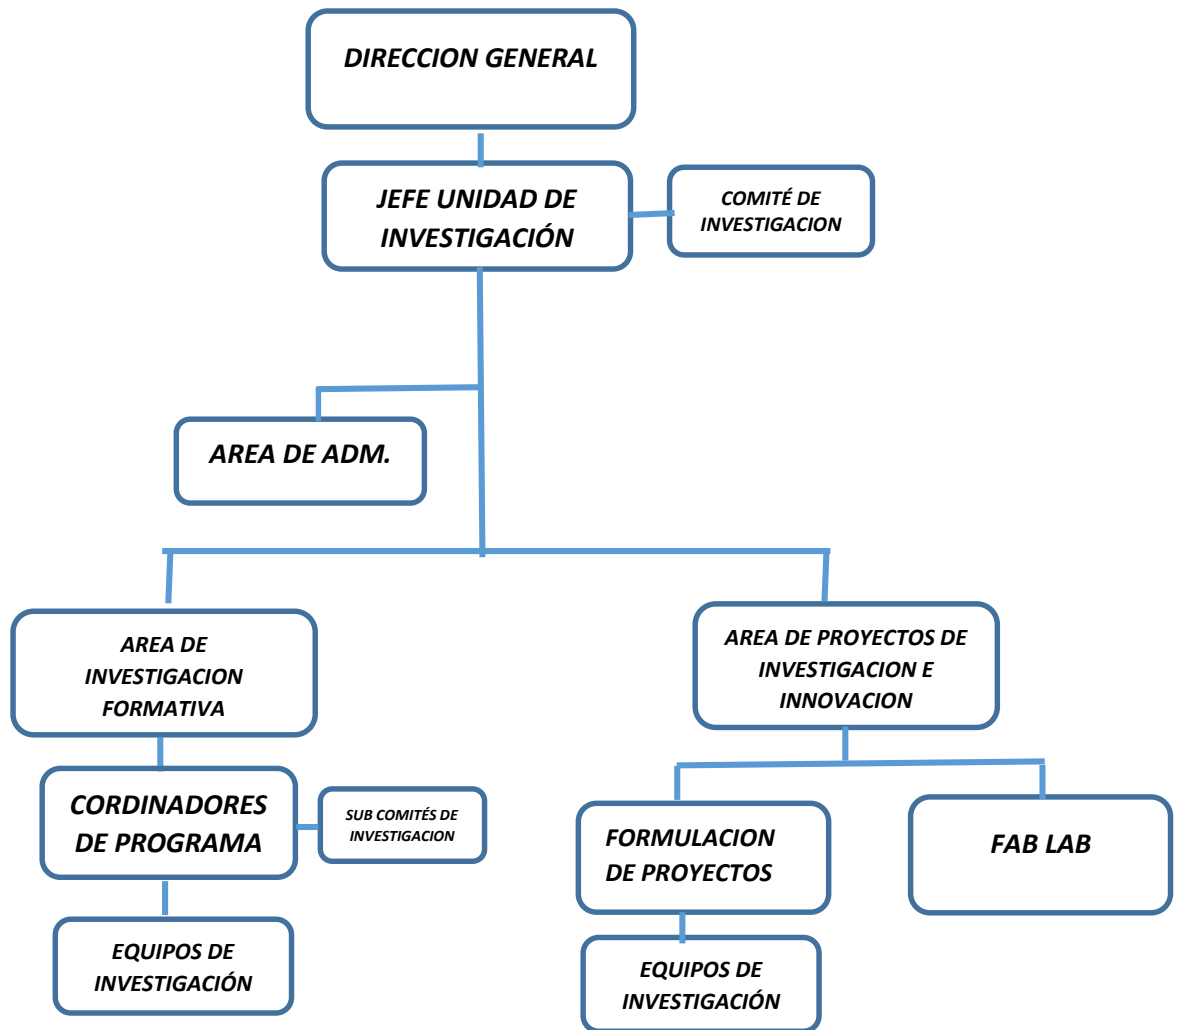 DIRECCION GENERAL
JEFE UNIDAD DE
INVESTIGACIÓN
COMITÉ DE
INVESTIGACION
AREA DE ADM.
AREA DE
INVESTIGACION
FORMATIVA
AREA DE PROYECTOS DE
INVESTIGACION E
INNOVACION
CORDINADORES
DE PROGRAMA
SUB COMITÉS DE
INVESTIGACION
FORMULACION
DE PROYECTOS
FAB LAB
EQUIPOS DE
INVESTIGACIÓN
EQUIPOS DE
INVESTIGACIÓN